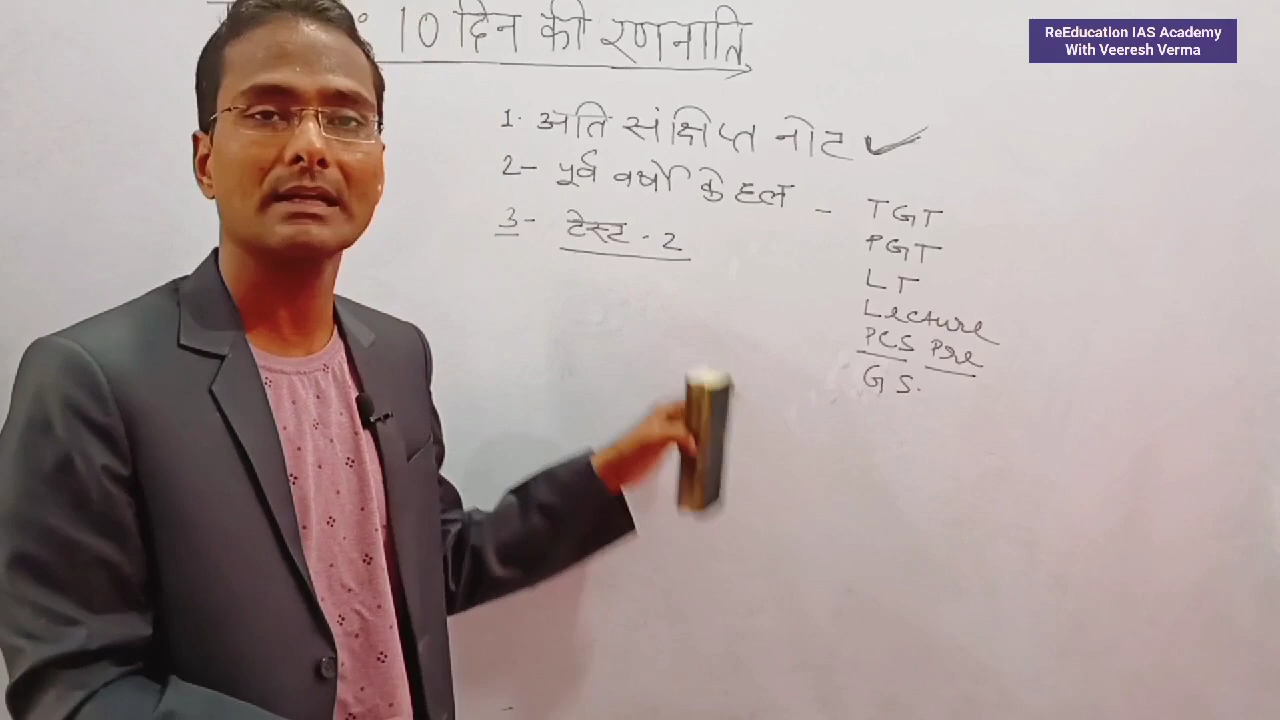 : 10 दिन की रणनीति
ReEducation IAS Academy
With Veeresh Verma
1. अति संक्षिप्त नोट ✓
2- पूर्व वर्षो के हल - TGT
PGT
LT
Lecture
PCS Pre
GS.
3- टेस्ट - 2